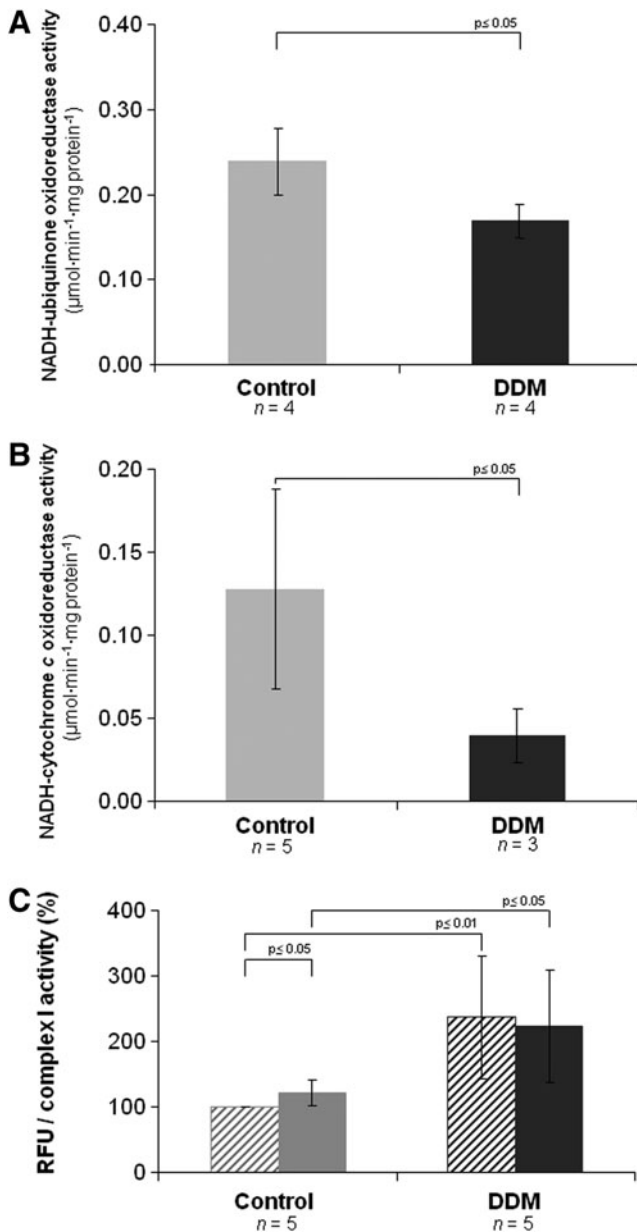 A
NADH-ubiquinone oxidoreductase activity
(µmol·min⁻¹·mg protein⁻¹)
0.40
0.30
0.20
0.10
0.00
p≤ 0.05
Control
n = 4
DDM
n = 4
B
NADH-cytochrome c oxidoreductase activity
(µmol·min⁻¹·mg protein⁻¹)
0.20
0.15
0.10
0.05
0.00
p≤ 0.05
Control
n = 5
DDM
n = 3
C
RFU / complex I activity (%)
400
300
200
100
0
p≤ 0.05
p≤ 0.01
p≤ 0.05
Control
n = 5
DDM
n = 5